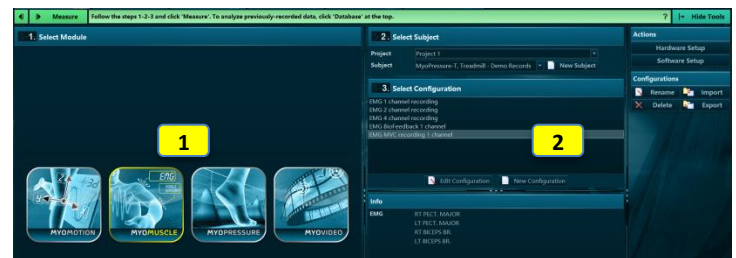 Measure
Follow the steps 1-2-3 and click 'Measure'. To analyze previously-recorded data, click 'Database' at the top.
?
Hide Tools
1. Select Module
1
EMG
MYOMOTION
MYOMUSCLE
MYOPRESSURE
MYOVIDEO
2. Select Subject
Project Project 1
Subject MyoPressure-T, Treadmill - Demo Records New Subject
3. Select Configuration
EMG 1 channel recording
EMG 2 channel recording
EMG 4 channel recording
EMG BioFeedback 1 channel
EMG MVC recording 1 channel
2
Edit Configuration New Configuration
Info
EMG RT PECT. MAJOR
LT PECT. MAJOR
RT BICEPS BR.
LT BICEPS BR.
Actions
Hardware Setup
Software Setup
Configurations
Rename Import
Delete Export